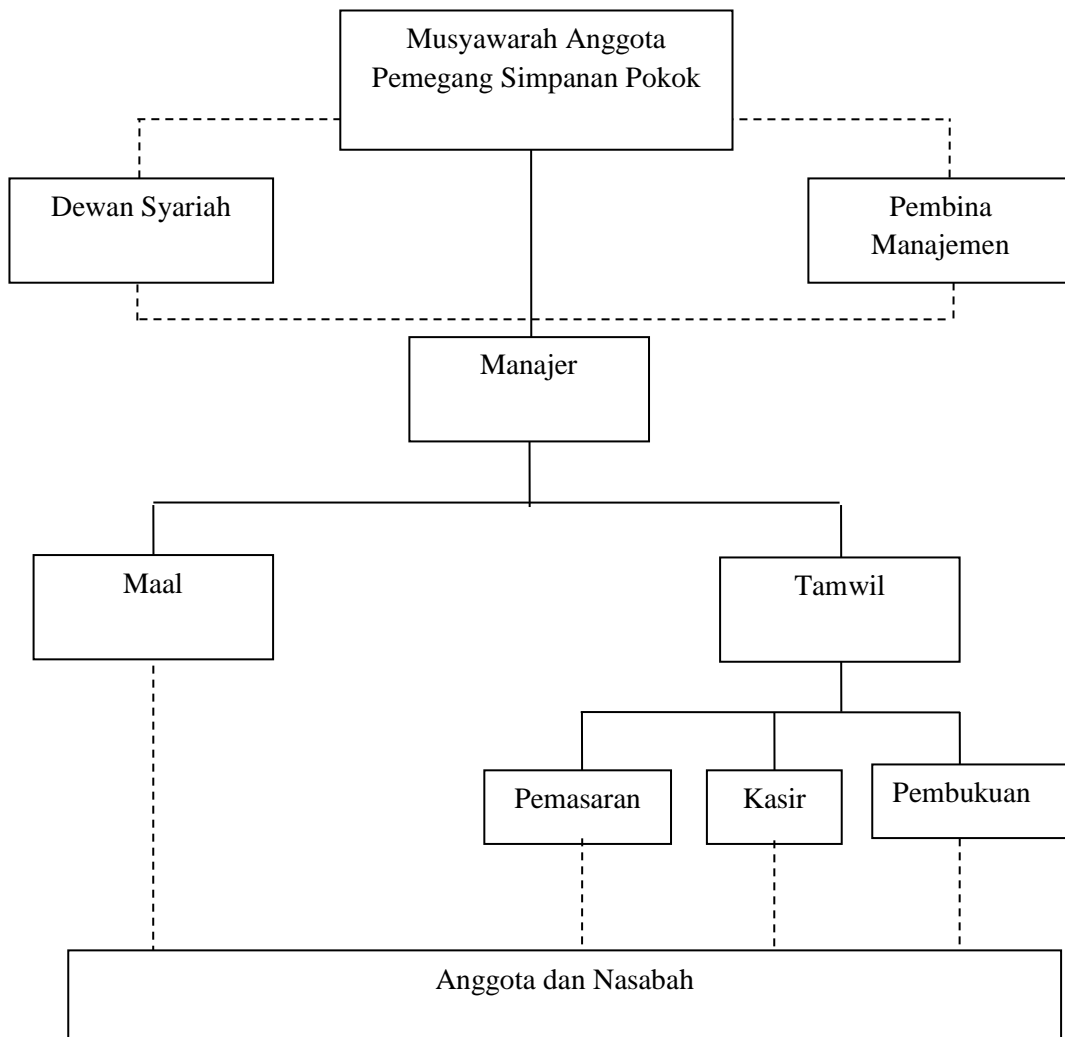 Musyawarah Anggota
Pemegang Simpanan Pokok
Dewan Syariah
Pembina
Manajemen
Manajer
Maal
Tamwil
Pemasaran
Kasir
Pembukuan
Anggota dan Nasabah